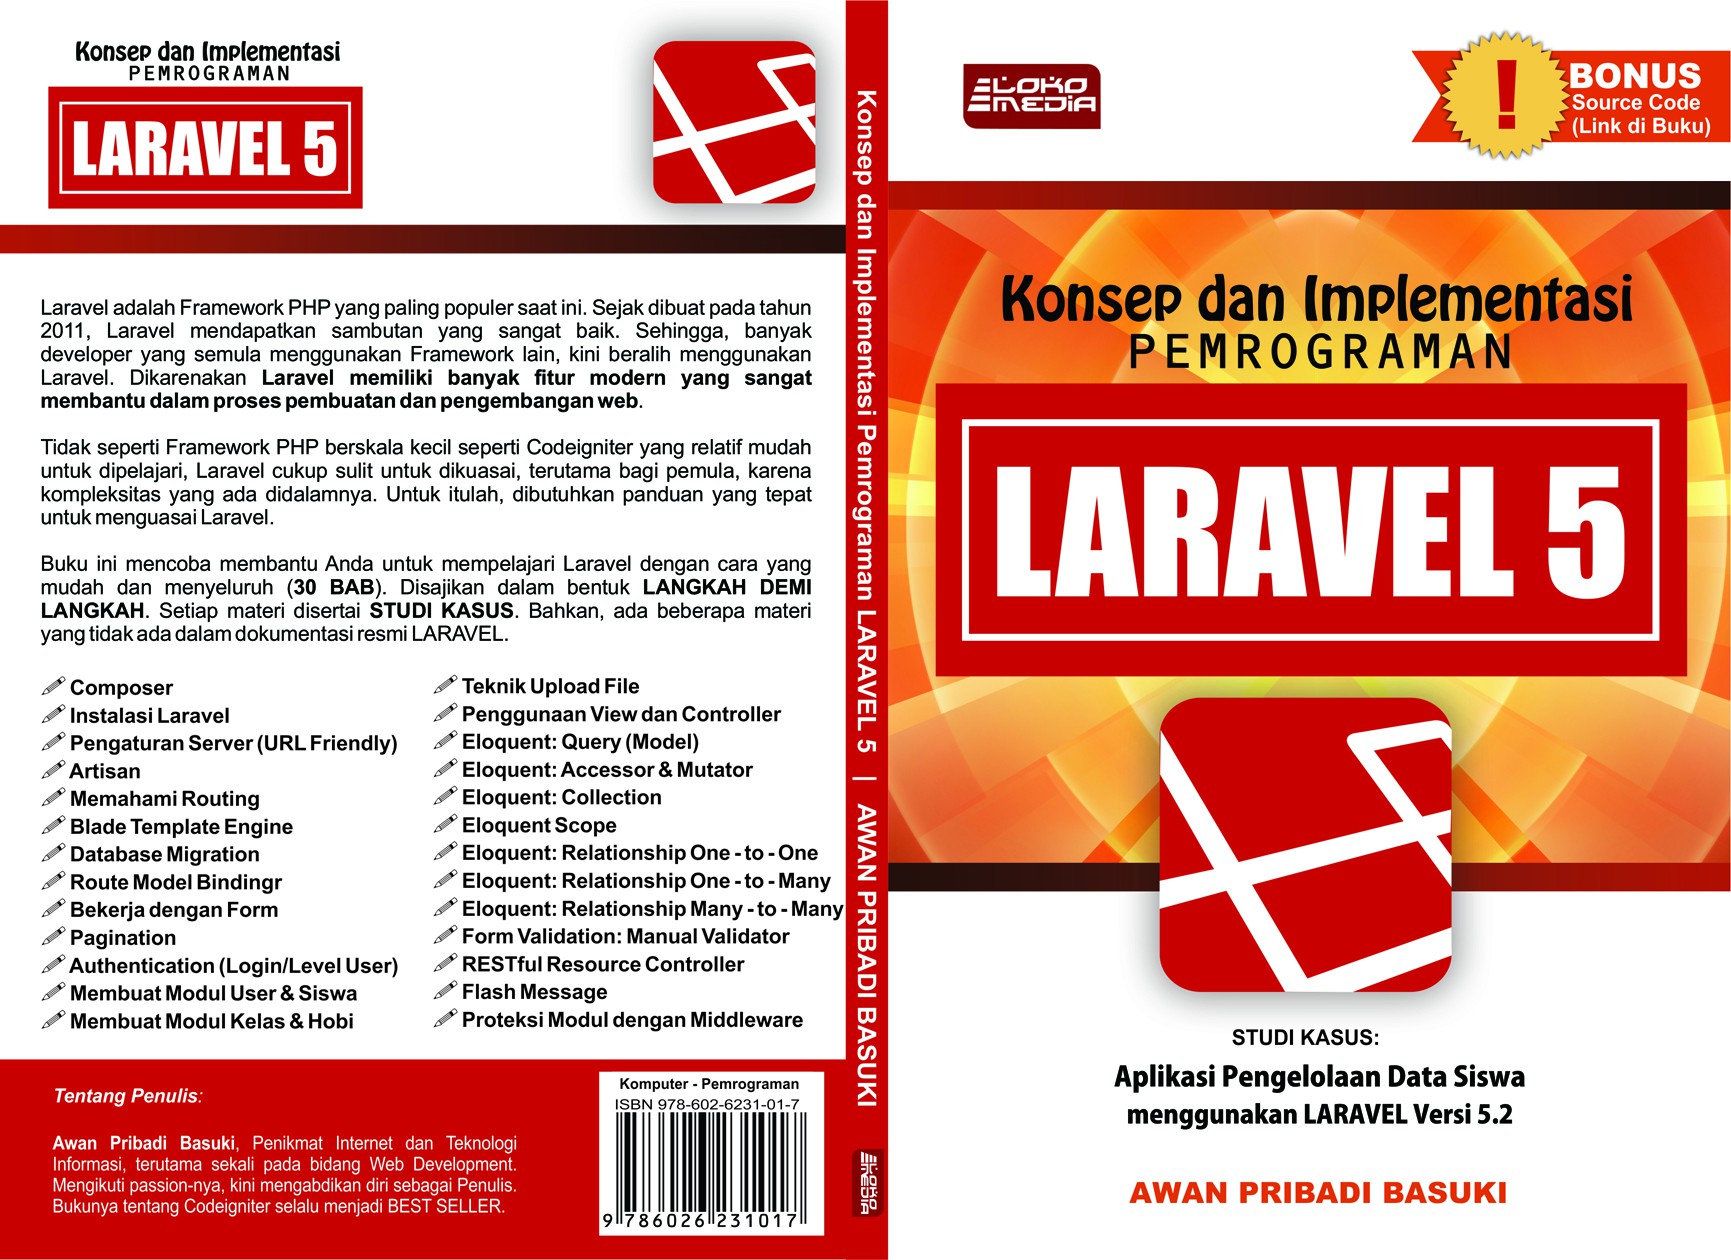 Konsep dan Implementasi
PEMROGRAMAN
LARAVEL 5
Laravel adalah Framework PHP yang paling populer saat ini. Sejak dibuat pada tahun
2011, Laravel mendapatkan sambutan yang sangat baik. Sehingga, banyak
developer yang semula menggunakan Framework lain, kini beralih menggunakan
Laravel. Dikarenakan Laravel memiliki banyak fitur modern yang sangat
membantu dalam proses pembuatan dan pengembangan web.
Tidak seperti Framework PHP berskala kecil seperti Codeigniter yang relatif mudah
untuk dipelajari, Laravel cukup sulit untuk dikuasai, terutama bagi pemula, karena
kompleksitas yang ada didalamnya. Untuk itulah, dibutuhkan panduan yang tepat
untuk menguasai Laravel.
Buku ini mencoba membantu Anda untuk mempelajari Laravel dengan cara yang
mudah dan menyeluruh (30 BAB). Disajikan dalam bentuk LANGKAH DEMI
LANGKAH. Setiap materi disertai STUDI KASUS. Bahkan, ada beberapa materi
yang tidak ada dalam dokumentasi resmi LARAVEL.
Composer
Instalasi Laravel
Pengaturan Server (URL Friendly)
Artisan
Memahami Routing
Blade Template Engine
Database Migration
Route Model Bindingr
Bekerja dengan Form
Pagination
Authentication (Login/Level User)
Membuat Modul User & Siswa
Membuat Modul Kelas & Hobi
Teknik Upload File
Penggunaan View dan Controller
Eloquent: Query (Model)
Eloquent: Accessor & Mutator
Eloquent: Collection
Eloquent Scope
Eloquent: Relationship One - to - One
Eloquent: Relationship One - to - Many
Eloquent: Relationship Many - to - Many
Form Validation: Manual Validator
RESTful Resource Controller
Flash Message
Proteksi Modul dengan Middleware
Tentang Penulis:
Awan Pribadi Basuki, Penikmat Internet dan Teknologi
Informasi, terutama sekali pada bidang Web Development.
Mengikuti passion-nya, kini mengabdikan diri sebagai Penulis.
Bukunya tentang Codeigniter selalu menjadi BEST SELLER.
Komputer - Pemrograman
ISBN 978-602-6231-01-7
9 786026 231017
Konsep dan Implementasi Pemrograman LARAVEL 5 | AWAN PRIBADI BASUKI
LOKO
MEDIA
LOKO
MEDIA
!
BONUS
Source Code
(Link di Buku)
Konsep dan Implementasi
PEMROGRAMAN
LARAVEL 5
STUDI KASUS:
Aplikasi Pengelolaan Data Siswa
menggunakan LARAVEL Versi 5.2
AWAN PRIBADI BASUKI